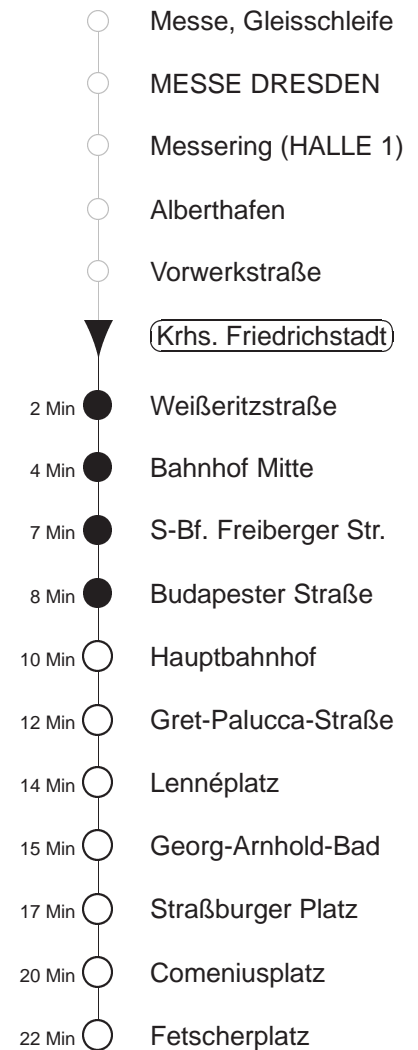 Messe, Gleisschleife
MESSE DRESDEN
Messering (HALLE 1)
Alberthafen
Vorwerkstraße
Krhs. Friedrichstadt
2 Min Weißeritzstraße
4 Min Bahnhof Mitte
7 Min S-Bf. Freiberger Str.
8 Min Budapester Straße
10 Min Hauptbahnhof
12 Min Gret-Palucca-Straße
14 Min Lennéplatz
15 Min Georg-Arnhold-Bad
17 Min Straßburger Platz
20 Min Comeniusplatz
22 Min Fetscherplatz